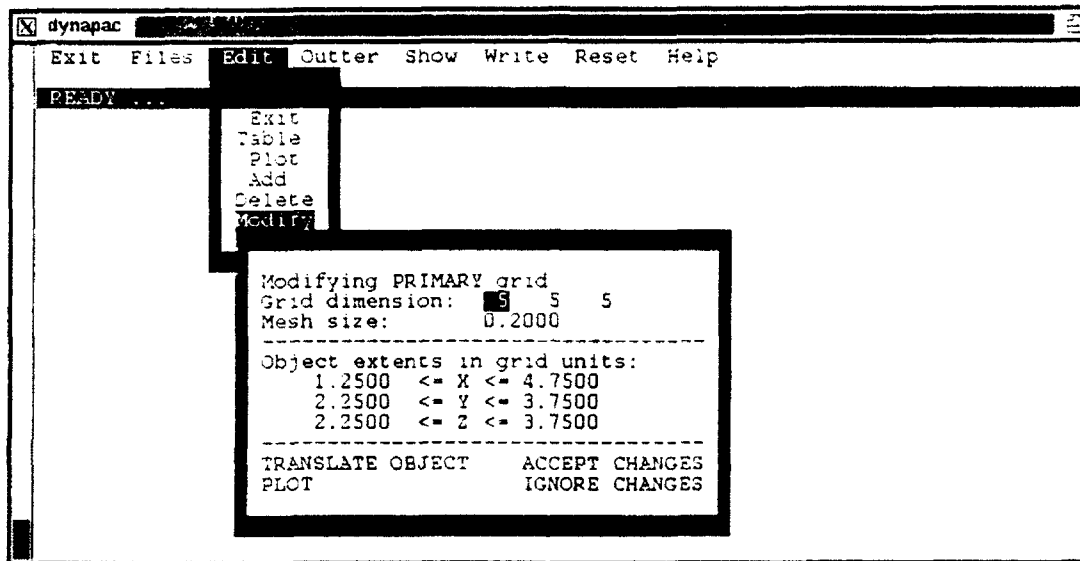 dynapac
Exit Files Edit Outter Show Write Reset Help
READY ...
Exit
Table
Plot
Add
Delete
Modify
Modifying PRIMARY grid
Grid dimension: 5 5 5
Mesh size: 0.2000
Object extents in grid units:
1.2500 <= X <= 4.7500
2.2500 <= Y <= 3.7500
2.2500 <= Z <= 3.7500
TRANSLATE OBJECT ACCEPT CHANGES
PLOT IGNORE CHANGES